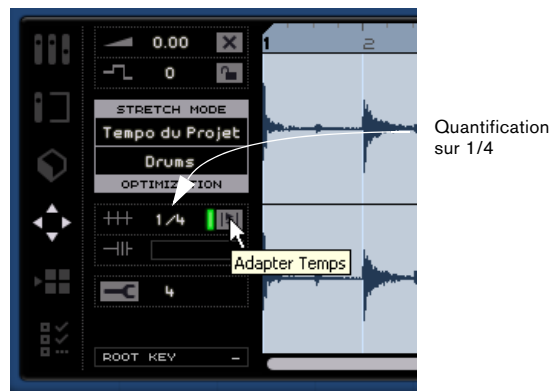 0.00
1
2
0
STRETCH MODE
Tempo du Projet
Drums
OPTIMIZATION
Quantification
sur 1/4
1/4
Adapter Temps
4
ROOT KEY –